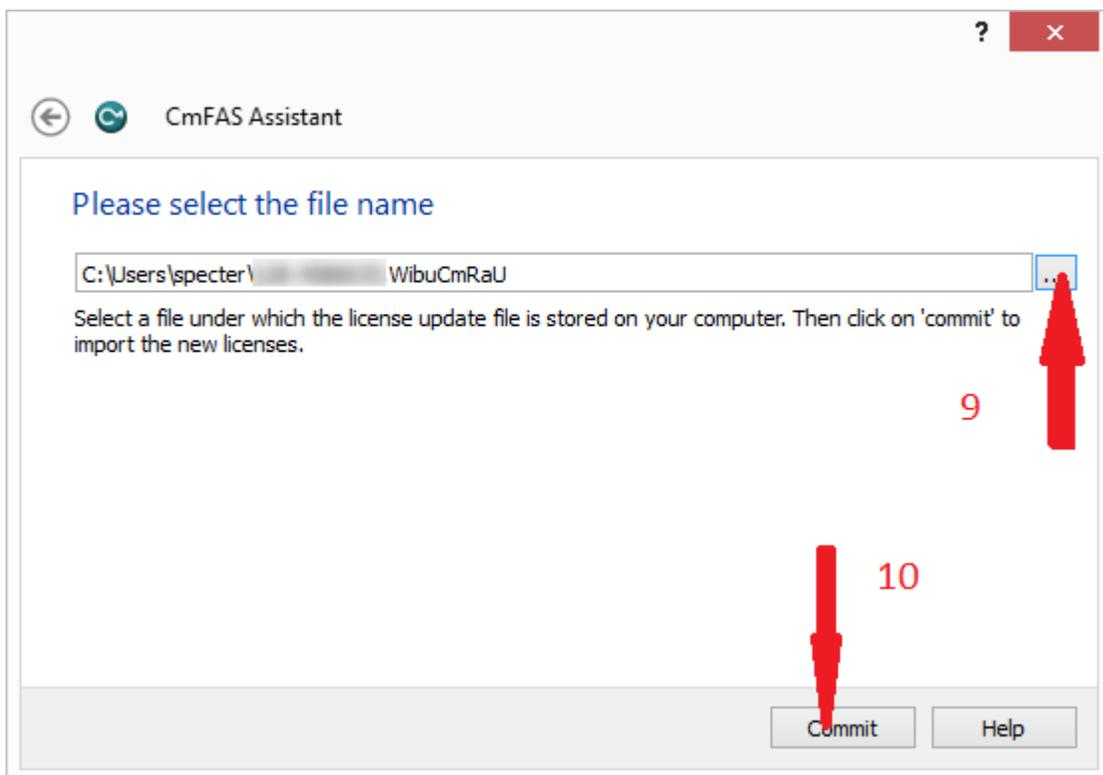 ?
CmFAS Assistant
Please select the file name
C:\Users\specter\ WibuCmRaU
...
Select a file under which the license update file is stored on your computer. Then click on 'commit' to
import the new licenses.
9
10
Commit
Help